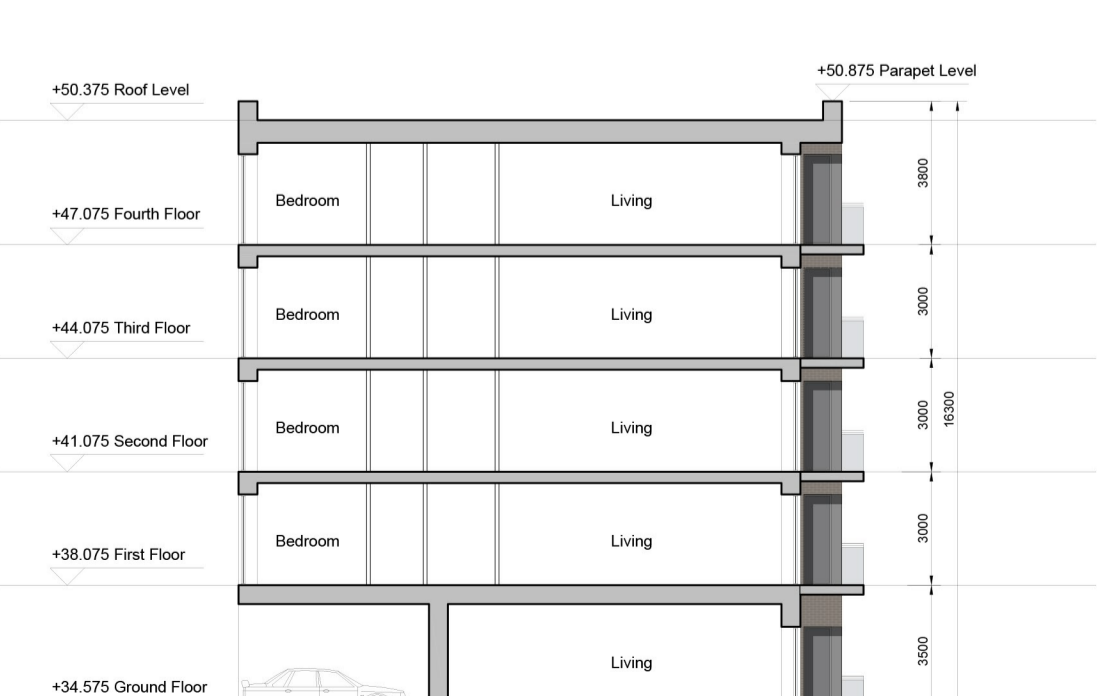 +50.875 Parapet Level
+50.375 Roof Level
3800
Bedroom
Living
+47.075 Fourth Floor
3000
Bedroom
Living
+44.075 Third Floor
3000
16300
Bedroom
Living
+41.075 Second Floor
3000
Bedroom
Living
+38.075 First Floor
3500
Living
+34.575 Ground Floor